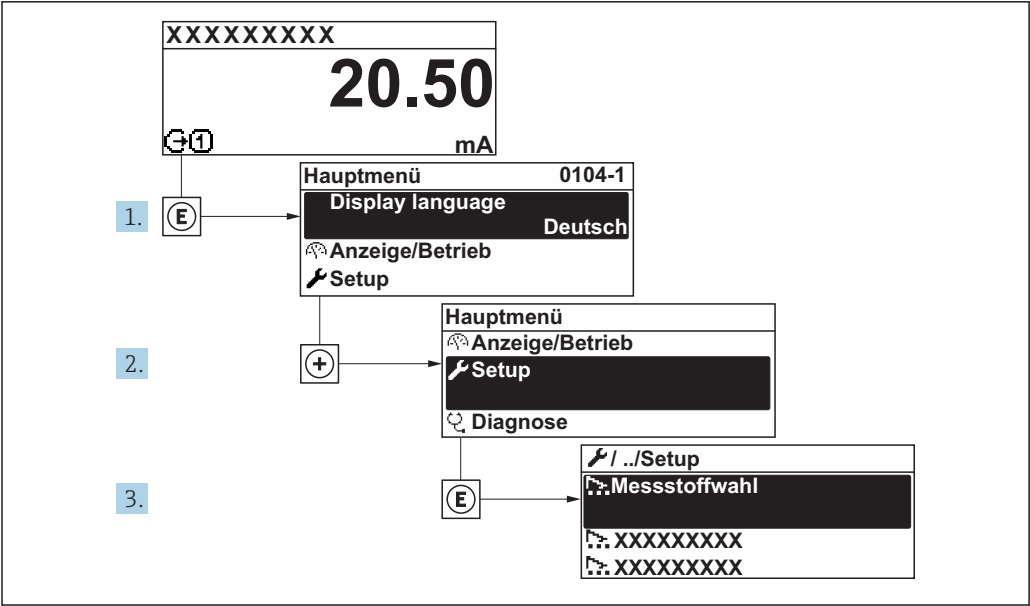 XXXXXXXXX
20.50
1 mA
Hauptmenü 0104-1
Display language
Deutsch
Anzeige/Betrieb
Setup
1. E
Hauptmenü
Anzeige/Betrieb
Setup
Diagnose
2. +
/ ../Setup
Messstoffwahl
XXXXXXXXX
XXXXXXXXX
3. E